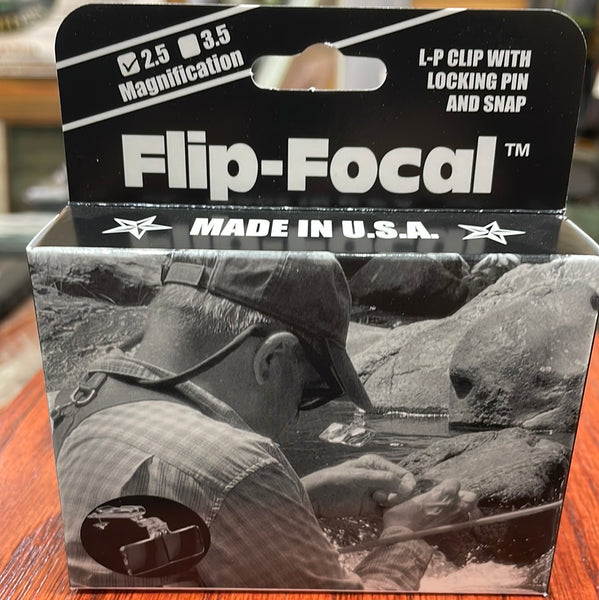 2.5 3.5
Magnification
L-P CLIP WITH
LOCKING PIN
AND SNAP
Flip-Focal™
MADE IN U.S.A.